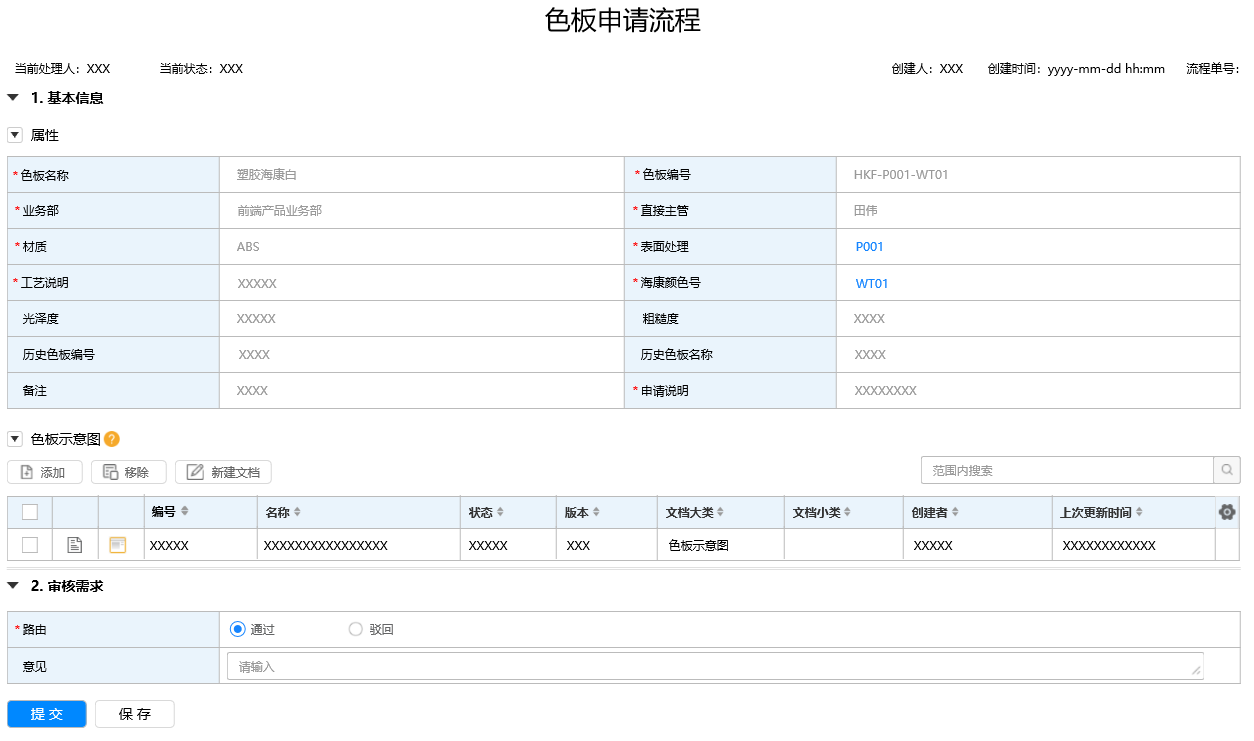 色板申请流程
当前处理人：XXX 当前状态：XXX 创建人：XXX 创建时间：yyyy-mm-dd hh:mm 流程单号:
1. 基本信息
属性
*色板名称 塑胶海康白 *色板编号 HKF-P001-WT01
*业务部 前端产品业务部 *直接主管 田伟
*材质 ABS *表面处理 P001
*工艺说明 XXXXX *海康颜色号 WT01
光泽度 XXXXX 粗糙度 XXXX
历史色板编号 XXXX 历史色板名称 XXXX
备注 XXXX *申请说明 XXXXXXXX
色板示意图 ?
添加 移除 新建文档 范围内搜索
编号 名称 状态 版本 文档大类 文档小类 创建者 上次更新时间
XXXXX XXXXXXXXXXXXXXXX XXXXX XXX 色板示意图 XXXXX XXXXXXXXXXXX
2. 审核需求
*路由 通过 驳回
意见 请输入
提 交 保 存